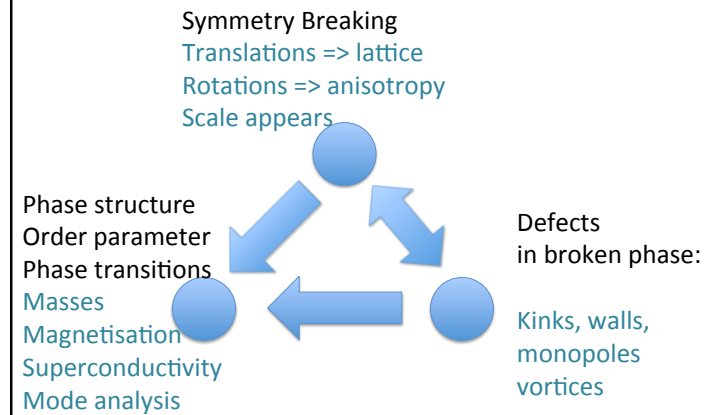 Symmetry Breaking
Translations => lattice
Rotations => anisotropy
Scale appears
Phase structure
Order parameter
Phase transitions
Masses
Magnetisation
Superconductivity
Mode analysis
Defects
in broken phase:
Kinks, walls,
monopoles
vortices